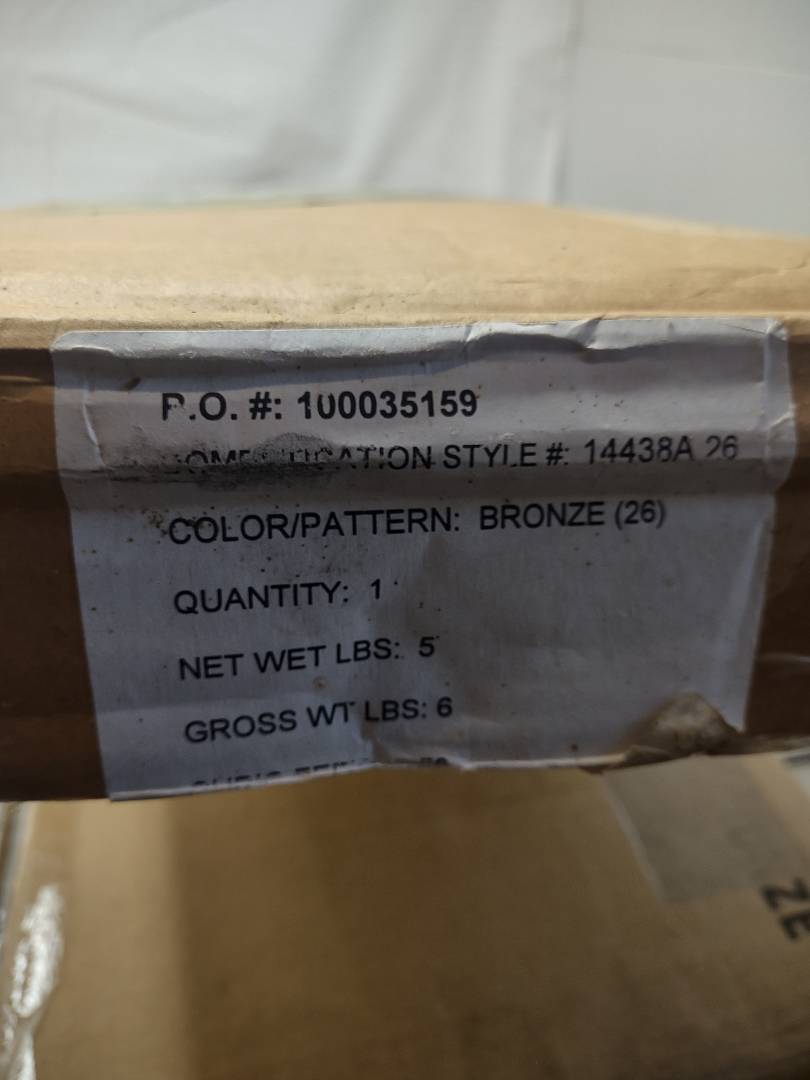 P.O. #: 100035159
STYLE #: 14438A 26
COLOR/PATTERN: BRONZE (26)
QUANTITY: 1
NET WET LBS: 5
GROSS WT LBS: 6